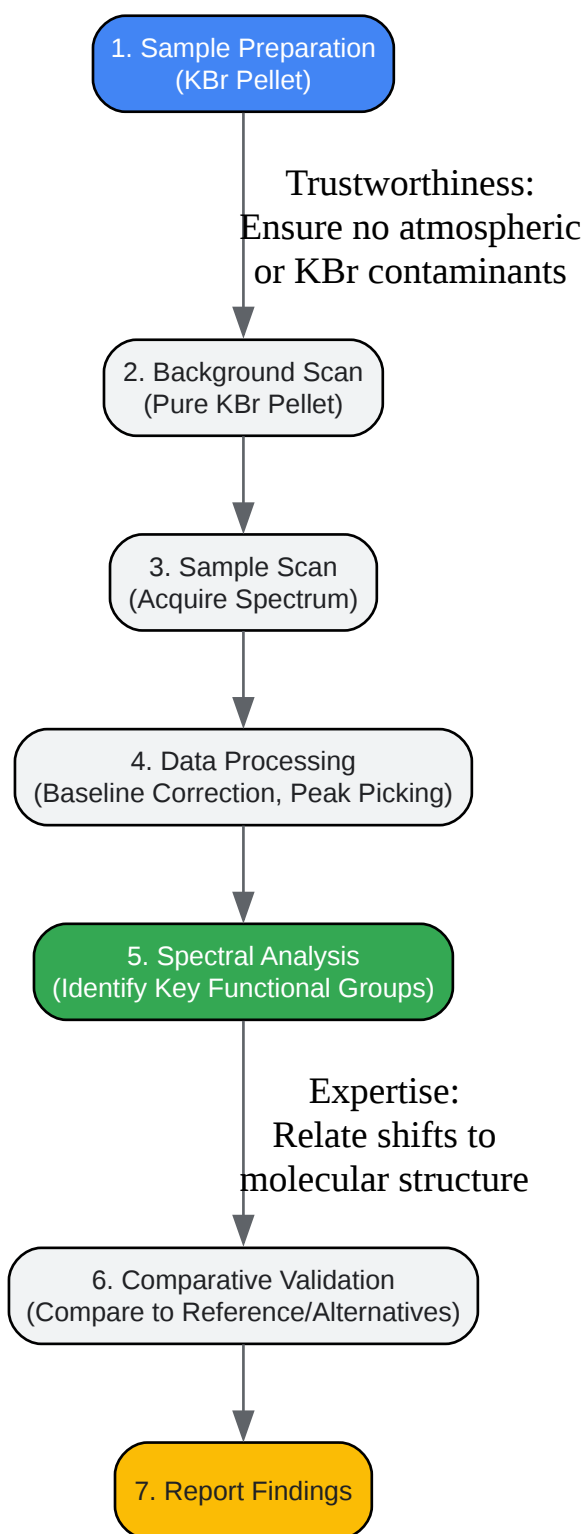 1. Sample Preparation
(KBr Pellet)
Trustworthiness:
Ensure no atmospheric
or KBr contaminants
2. Background Scan
(Pure KBr Pellet)
3. Sample Scan
(Acquire Spectrum)
4. Data Processing
(Baseline Correction, Peak Picking)
5. Spectral Analysis
(Identify Key Functional Groups)
Expertise:
Relate shifts to
molecular structure
6. Comparative Validation
(Compare to Reference/Alternatives)
7. Report Findings